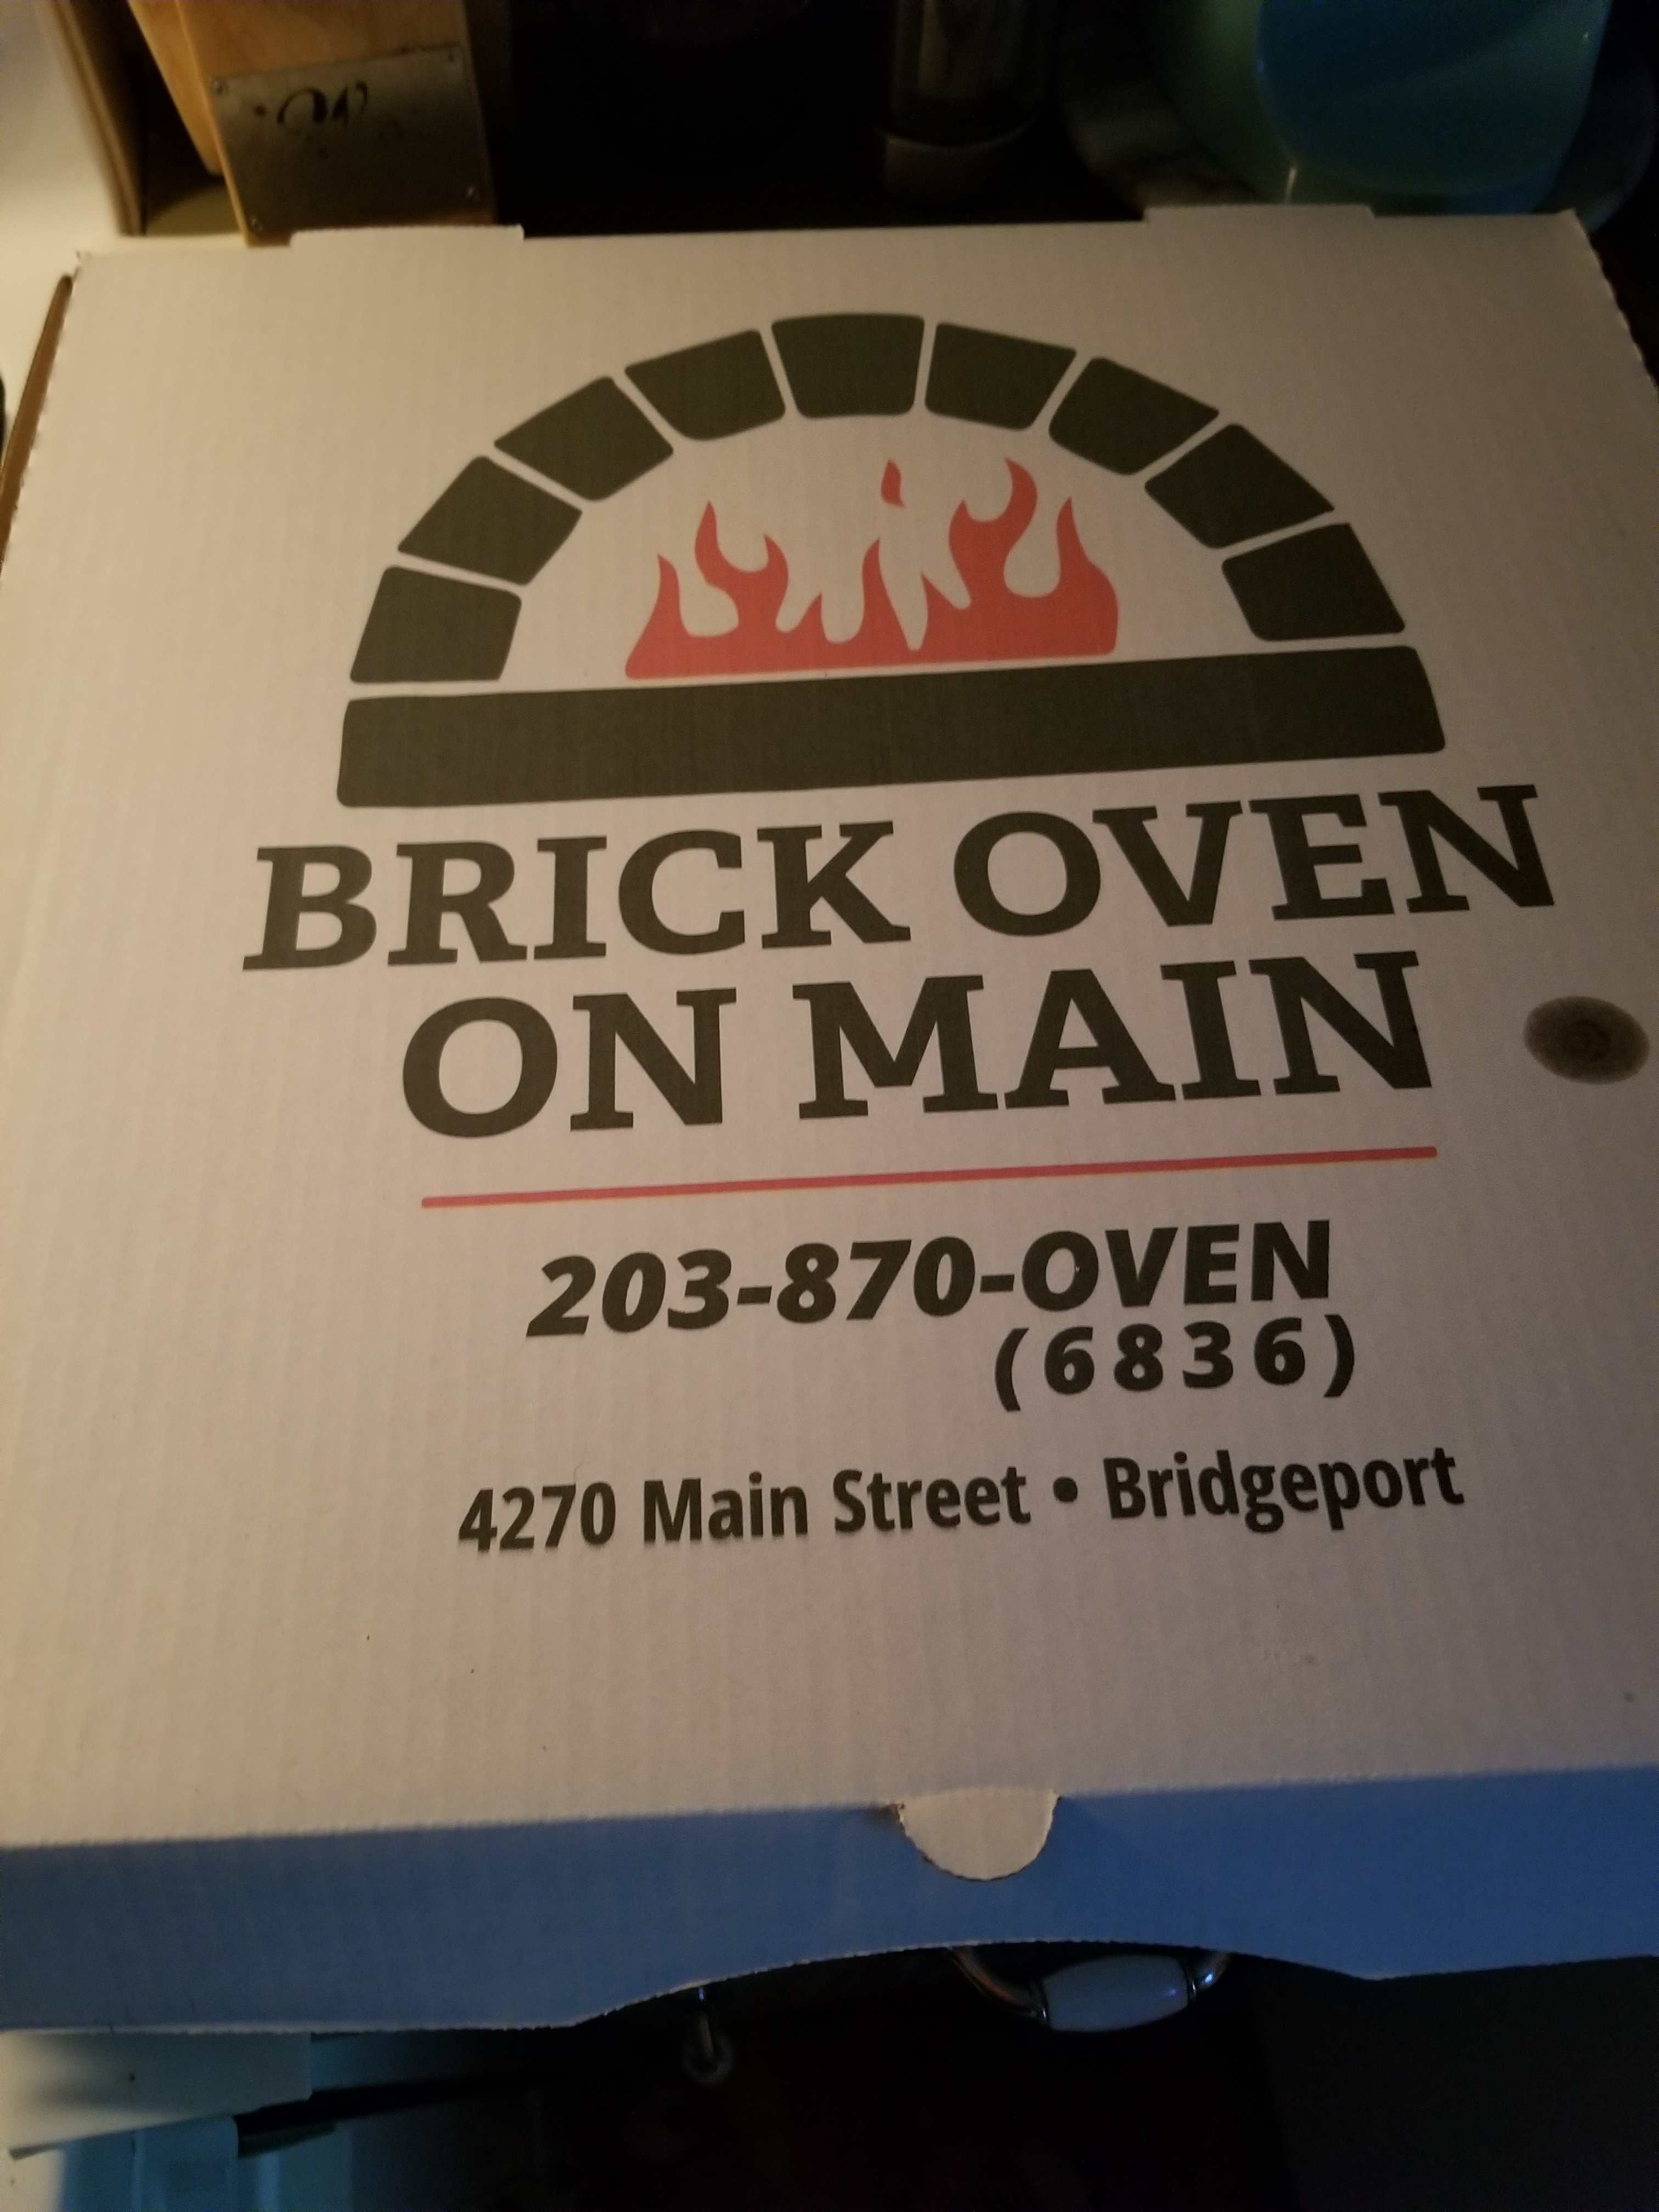 BRICK OVEN
ON MAIN
203-870-OVEN
(6836)
4270 Main Street • Bridgeport